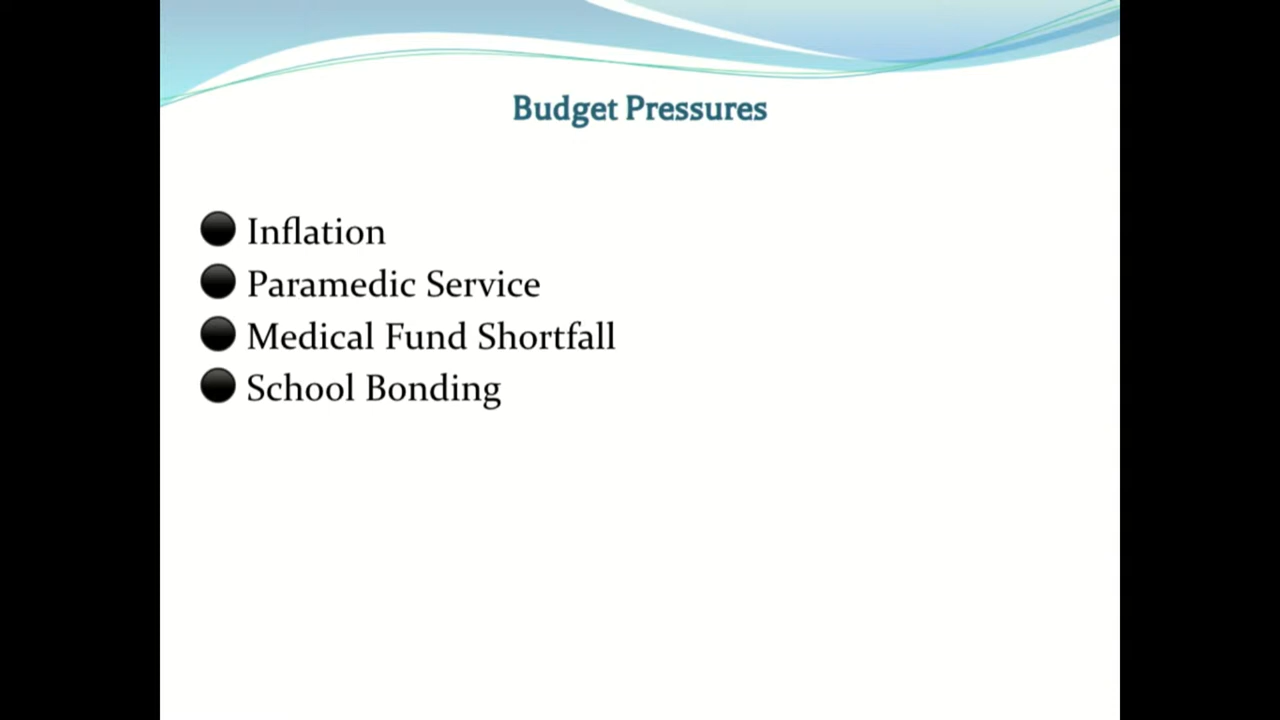 Budget Pressures
Inflation
Paramedic Service
Medical Fund Shortfall
School Bonding